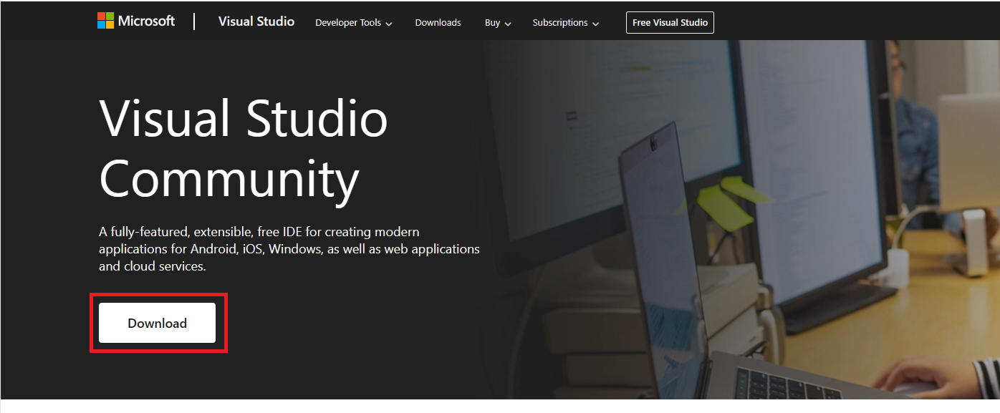 Microsoft Visual Studio Developer Tools Downloads Buy Subscriptions Free Visual Studio
Visual Studio
Community
A fully-featured, extensible, free IDE for creating modern
applications for Android, iOS, Windows, as well as web applications
and cloud services.
Download